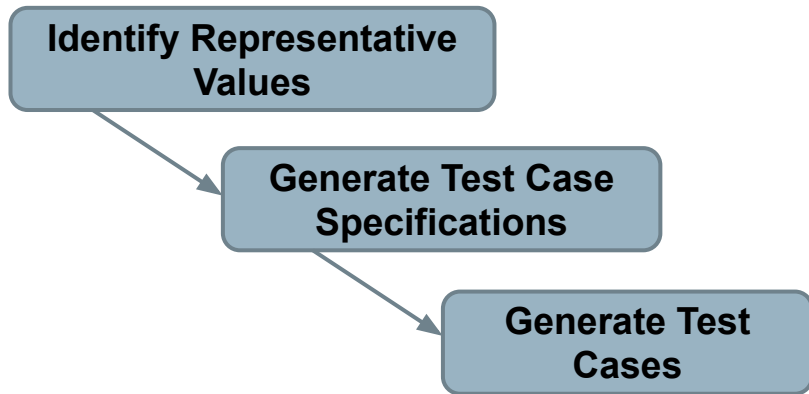 Identify Representative
Values
Generate Test Case
Specifications
Generate Test
Cases